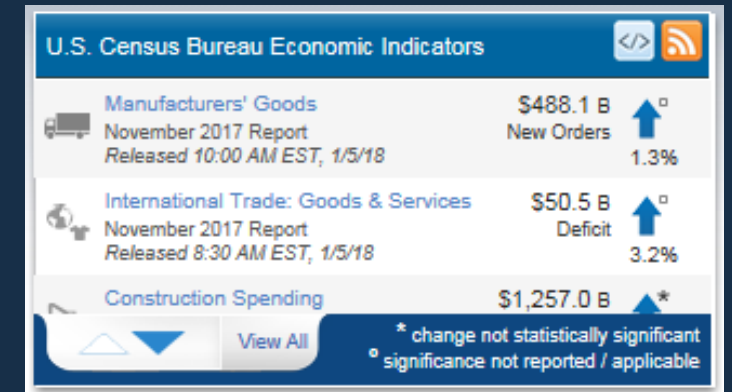 U.S. Census Bureau Economic Indicators </>
Manufacturers' Goods $488.1 B °
November 2017 Report New Orders
Released 10:00 AM EST, 1/5/18 1.3%
International Trade: Goods & Services $50.5 B °
November 2017 Report Deficit
Released 8:30 AM EST, 1/5/18 3.2%
Construction Spending $1,257.0 B *
View All * change not statistically significant
° significance not reported / applicable